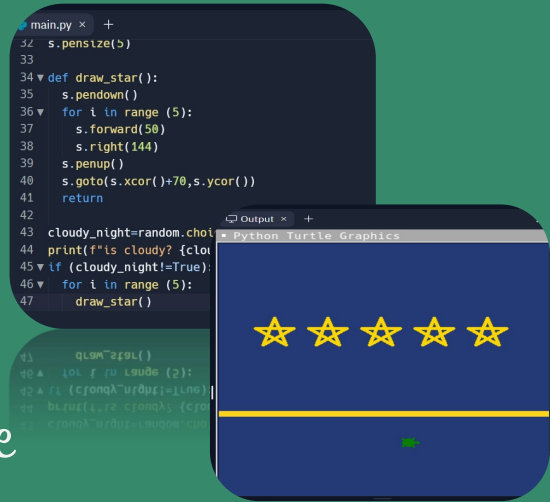 main.py × +
32 s.pensize(5)
33
34 def draw_star():
35 s.pendown()
36 for i in range (5):
37 s.forward(50)
38 s.right(144)
39 s.penup()
40 s.goto(s.xcor()+70,s.ycor())
41 return
42
43 cloudy_night=random.choi
44 print(f"is cloudy? {clou
45 if (cloudy_night!=True):
46 for i in range (5):
47 draw_star()
Output × +
Python Turtle Graphics